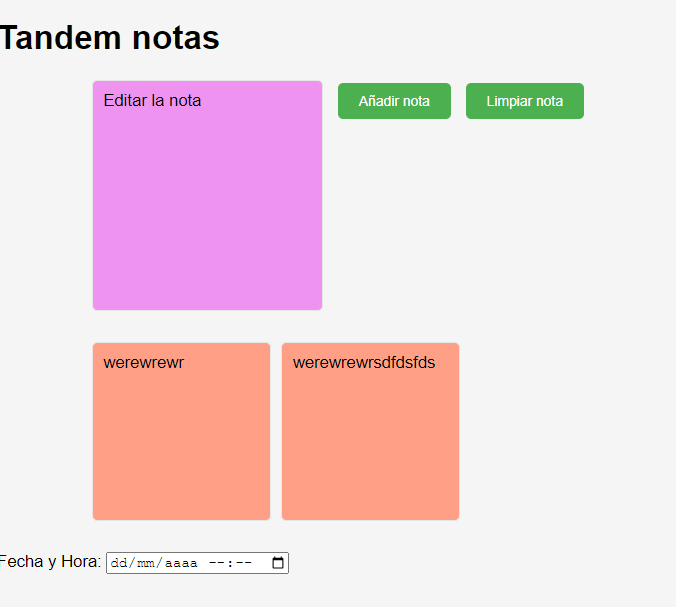 Tandem notas
Editar la nota
Añadir nota
Limpiar nota
werewrewr
werewrewrsdfdsfds
Fecha y Hora: dd/mm/aaaa --:--